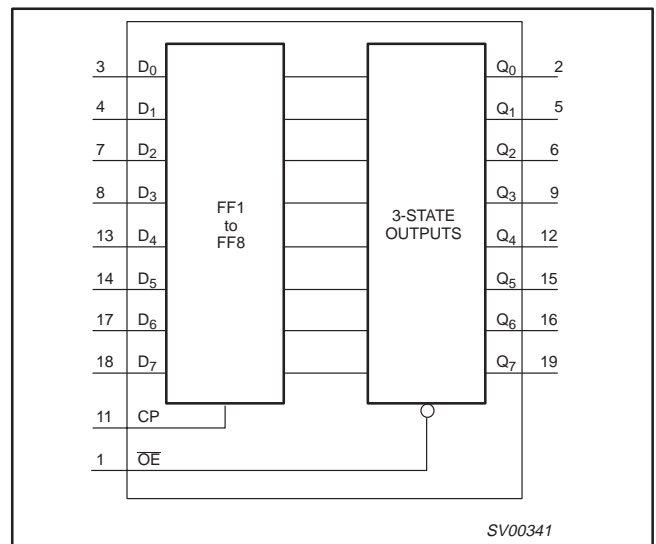 3 D₀ Q₀ 2
4 D₁ Q₁ 5
7 D₂ Q₂ 6
8 D₃ Q₃ 9
FF1
to
FF8
3-STATE
OUTPUTS
13 D₄ Q₄ 12
14 D₅ Q₅ 15
17 D₆ Q₆ 16
18 D₇ Q₇ 19
11 CP
1 O̅E̅
SV00341